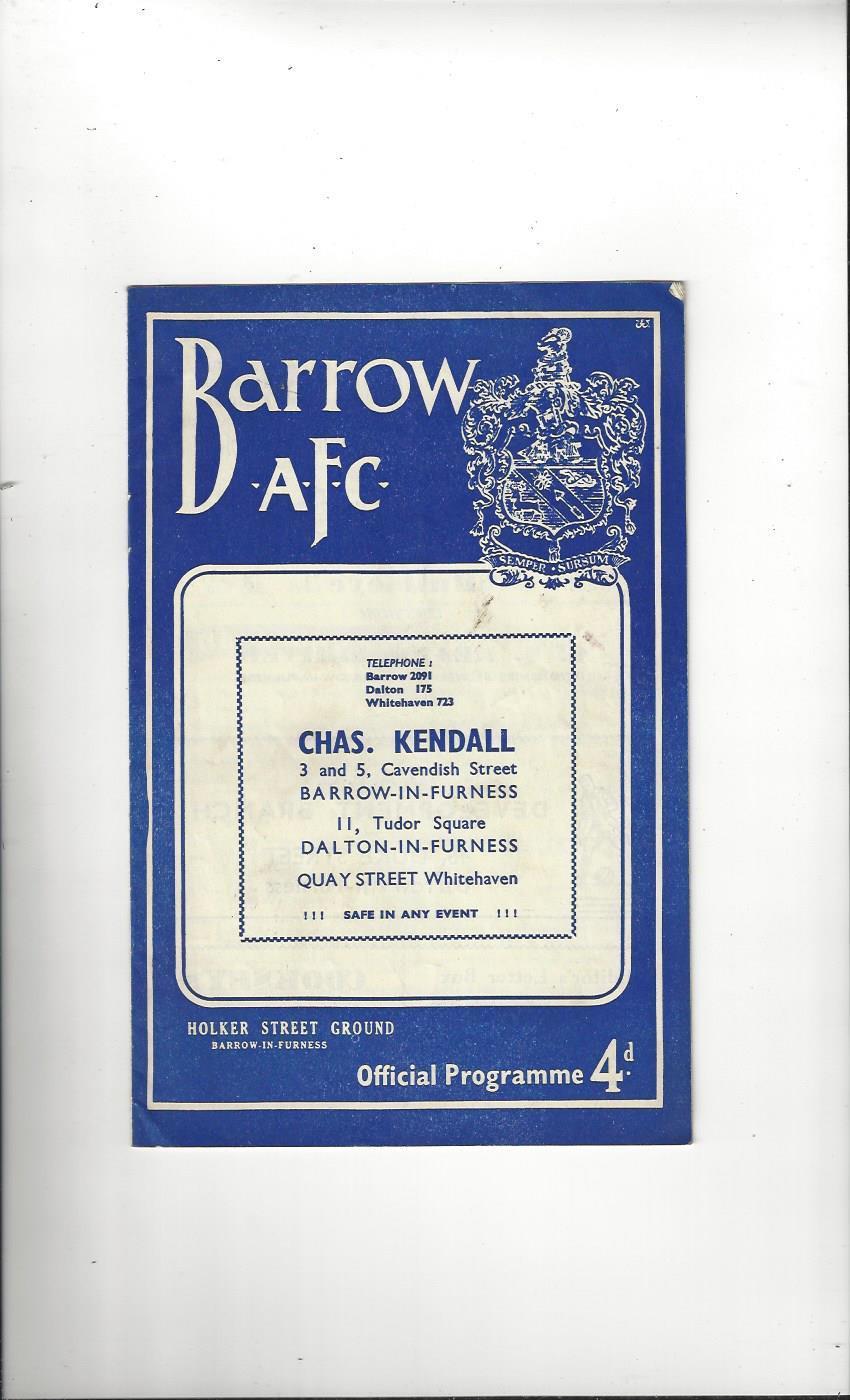 Barrow
·A·F·C·
SEMPER · SURSUM
TELEPHONE :
Barrow 2091
Dalton 175
Whitehaven 723
CHAS. KENDALL
3 and 5, Cavendish Street
BARROW-IN-FURNESS
11, Tudor Square
DALTON-IN-FURNESS
QUAY STREET Whitehaven
!!! SAFE IN ANY EVENT !!!
HOLKER STREET GROUND
BARROW-IN-FURNESS
Official Programme 4d.